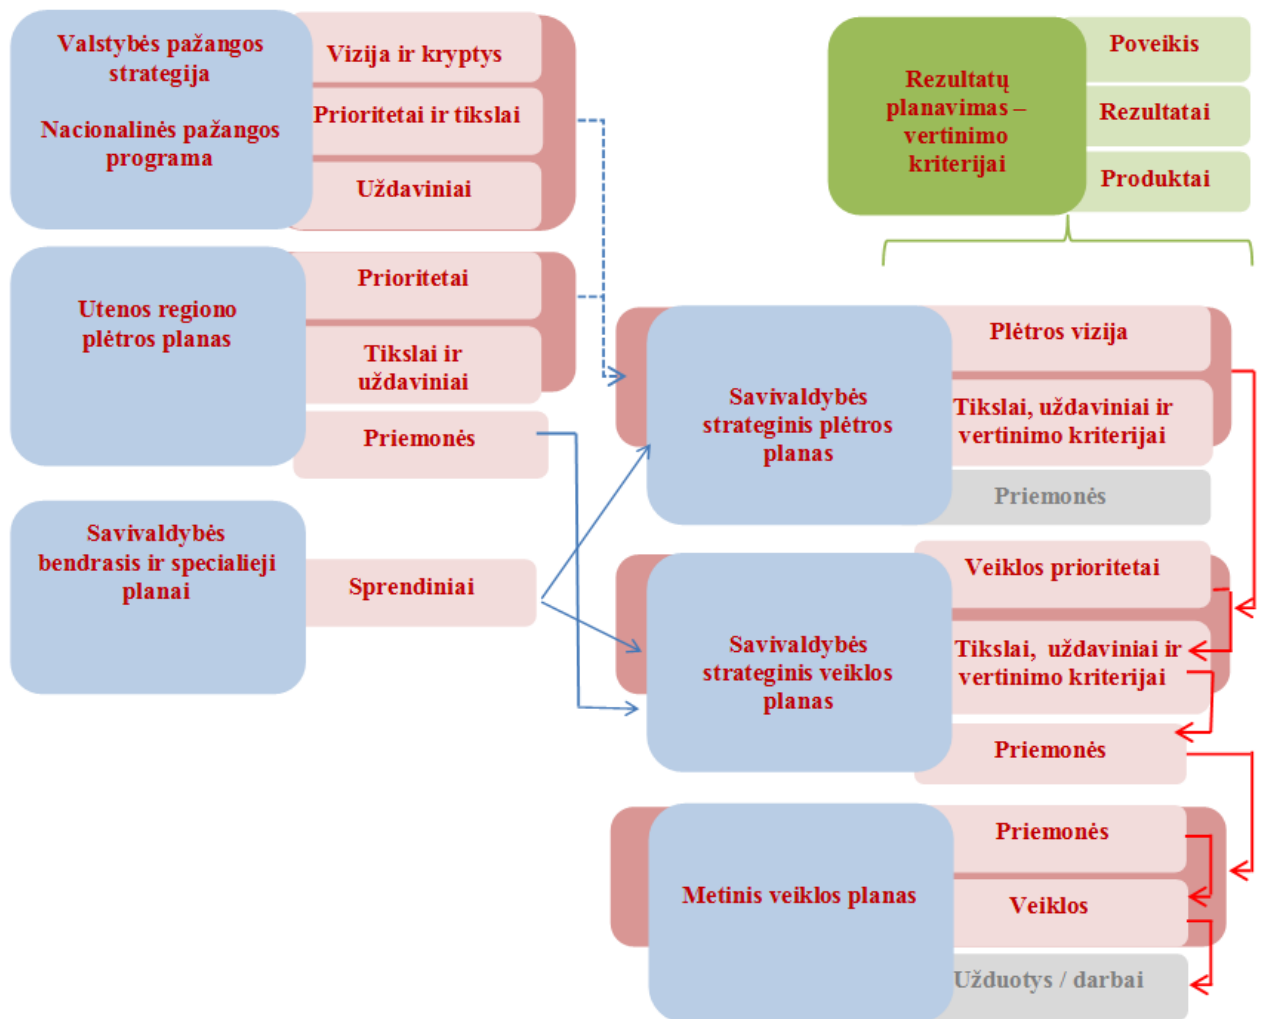 Valstybės pažangos
strategija
Nacionalinės pažangos
programa
Vizija ir kryptys
Prioritetai ir tikslai
Uždaviniai
Rezultatų
planavimas –
vertinimo
kriterijai
Poveikis
Rezultatai
Produktai
Utenos regiono
plėtros planas
Prioritetai
Tikslai ir
uždaviniai
Priemonės
Savivaldybės
bendrasis ir specialieji
planai
Sprendiniai
Savivaldybės
strateginis plėtros
planas
Plėtros vizija
Tikslai, uždaviniai ir
vertinimo kriterijai
Priemonės
Savivaldybės
strateginis veiklos
planas
Veiklos prioritetai
Tikslai, uždaviniai ir
vertinimo kriterijai
Priemonės
Metinis veiklos planas
Priemonės
Veiklos
Užduotys / darbai